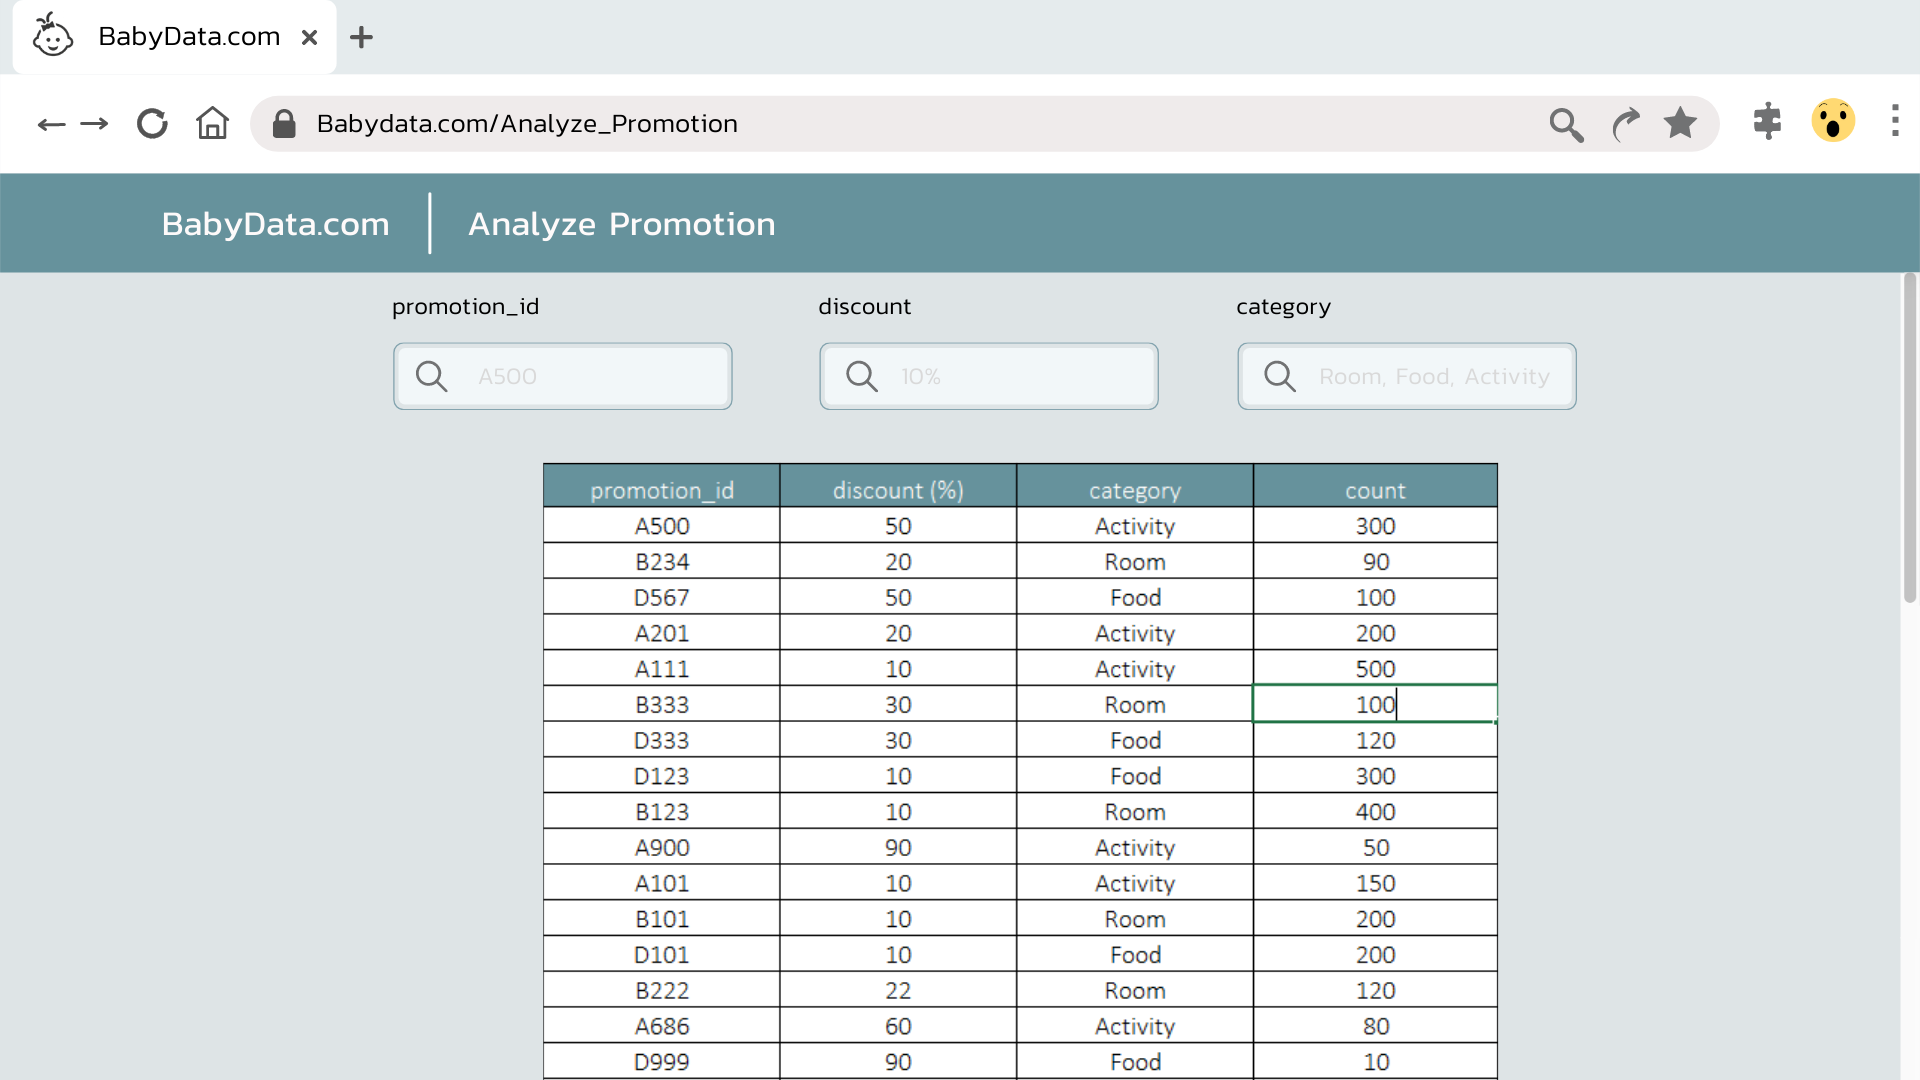 BabyData.com
Babydata.com/Analyze_Promotion
BabyData.com Analyze Promotion
promotion_id discount category
A500 10% Room, Food, Activity
promotion_id discount (%) category count
A500 50 Activity 300
B234 20 Room 90
D567 50 Food 100
A201 20 Activity 200
A111 10 Activity 500
B333 30 Room 100
D333 30 Food 120
D123 10 Food 300
B123 10 Room 400
A900 90 Activity 50
A101 10 Activity 150
B101 10 Room 200
D101 10 Food 200
B222 22 Room 120
A686 60 Activity 80
D999 90 Food 10